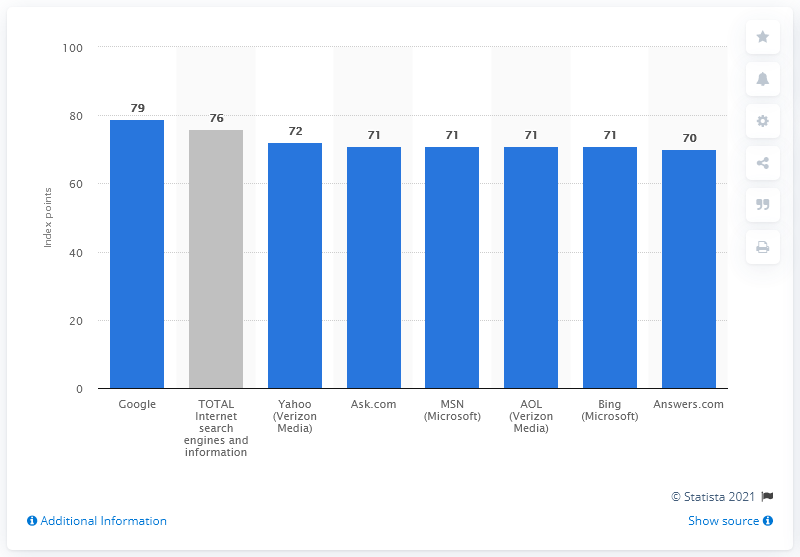 100
80
60
40
20
0
Index points
79
76
72
71
71
71
71
70
Google
TOTAL
Internet
search
engines and
information
Yahoo
(Verizon
Media)
Ask.com
MSN
(Microsoft)
AOL
(Verizon
Media)
Bing
(Microsoft)
Answers.com
© Statista 2021
Additional Information
Show source